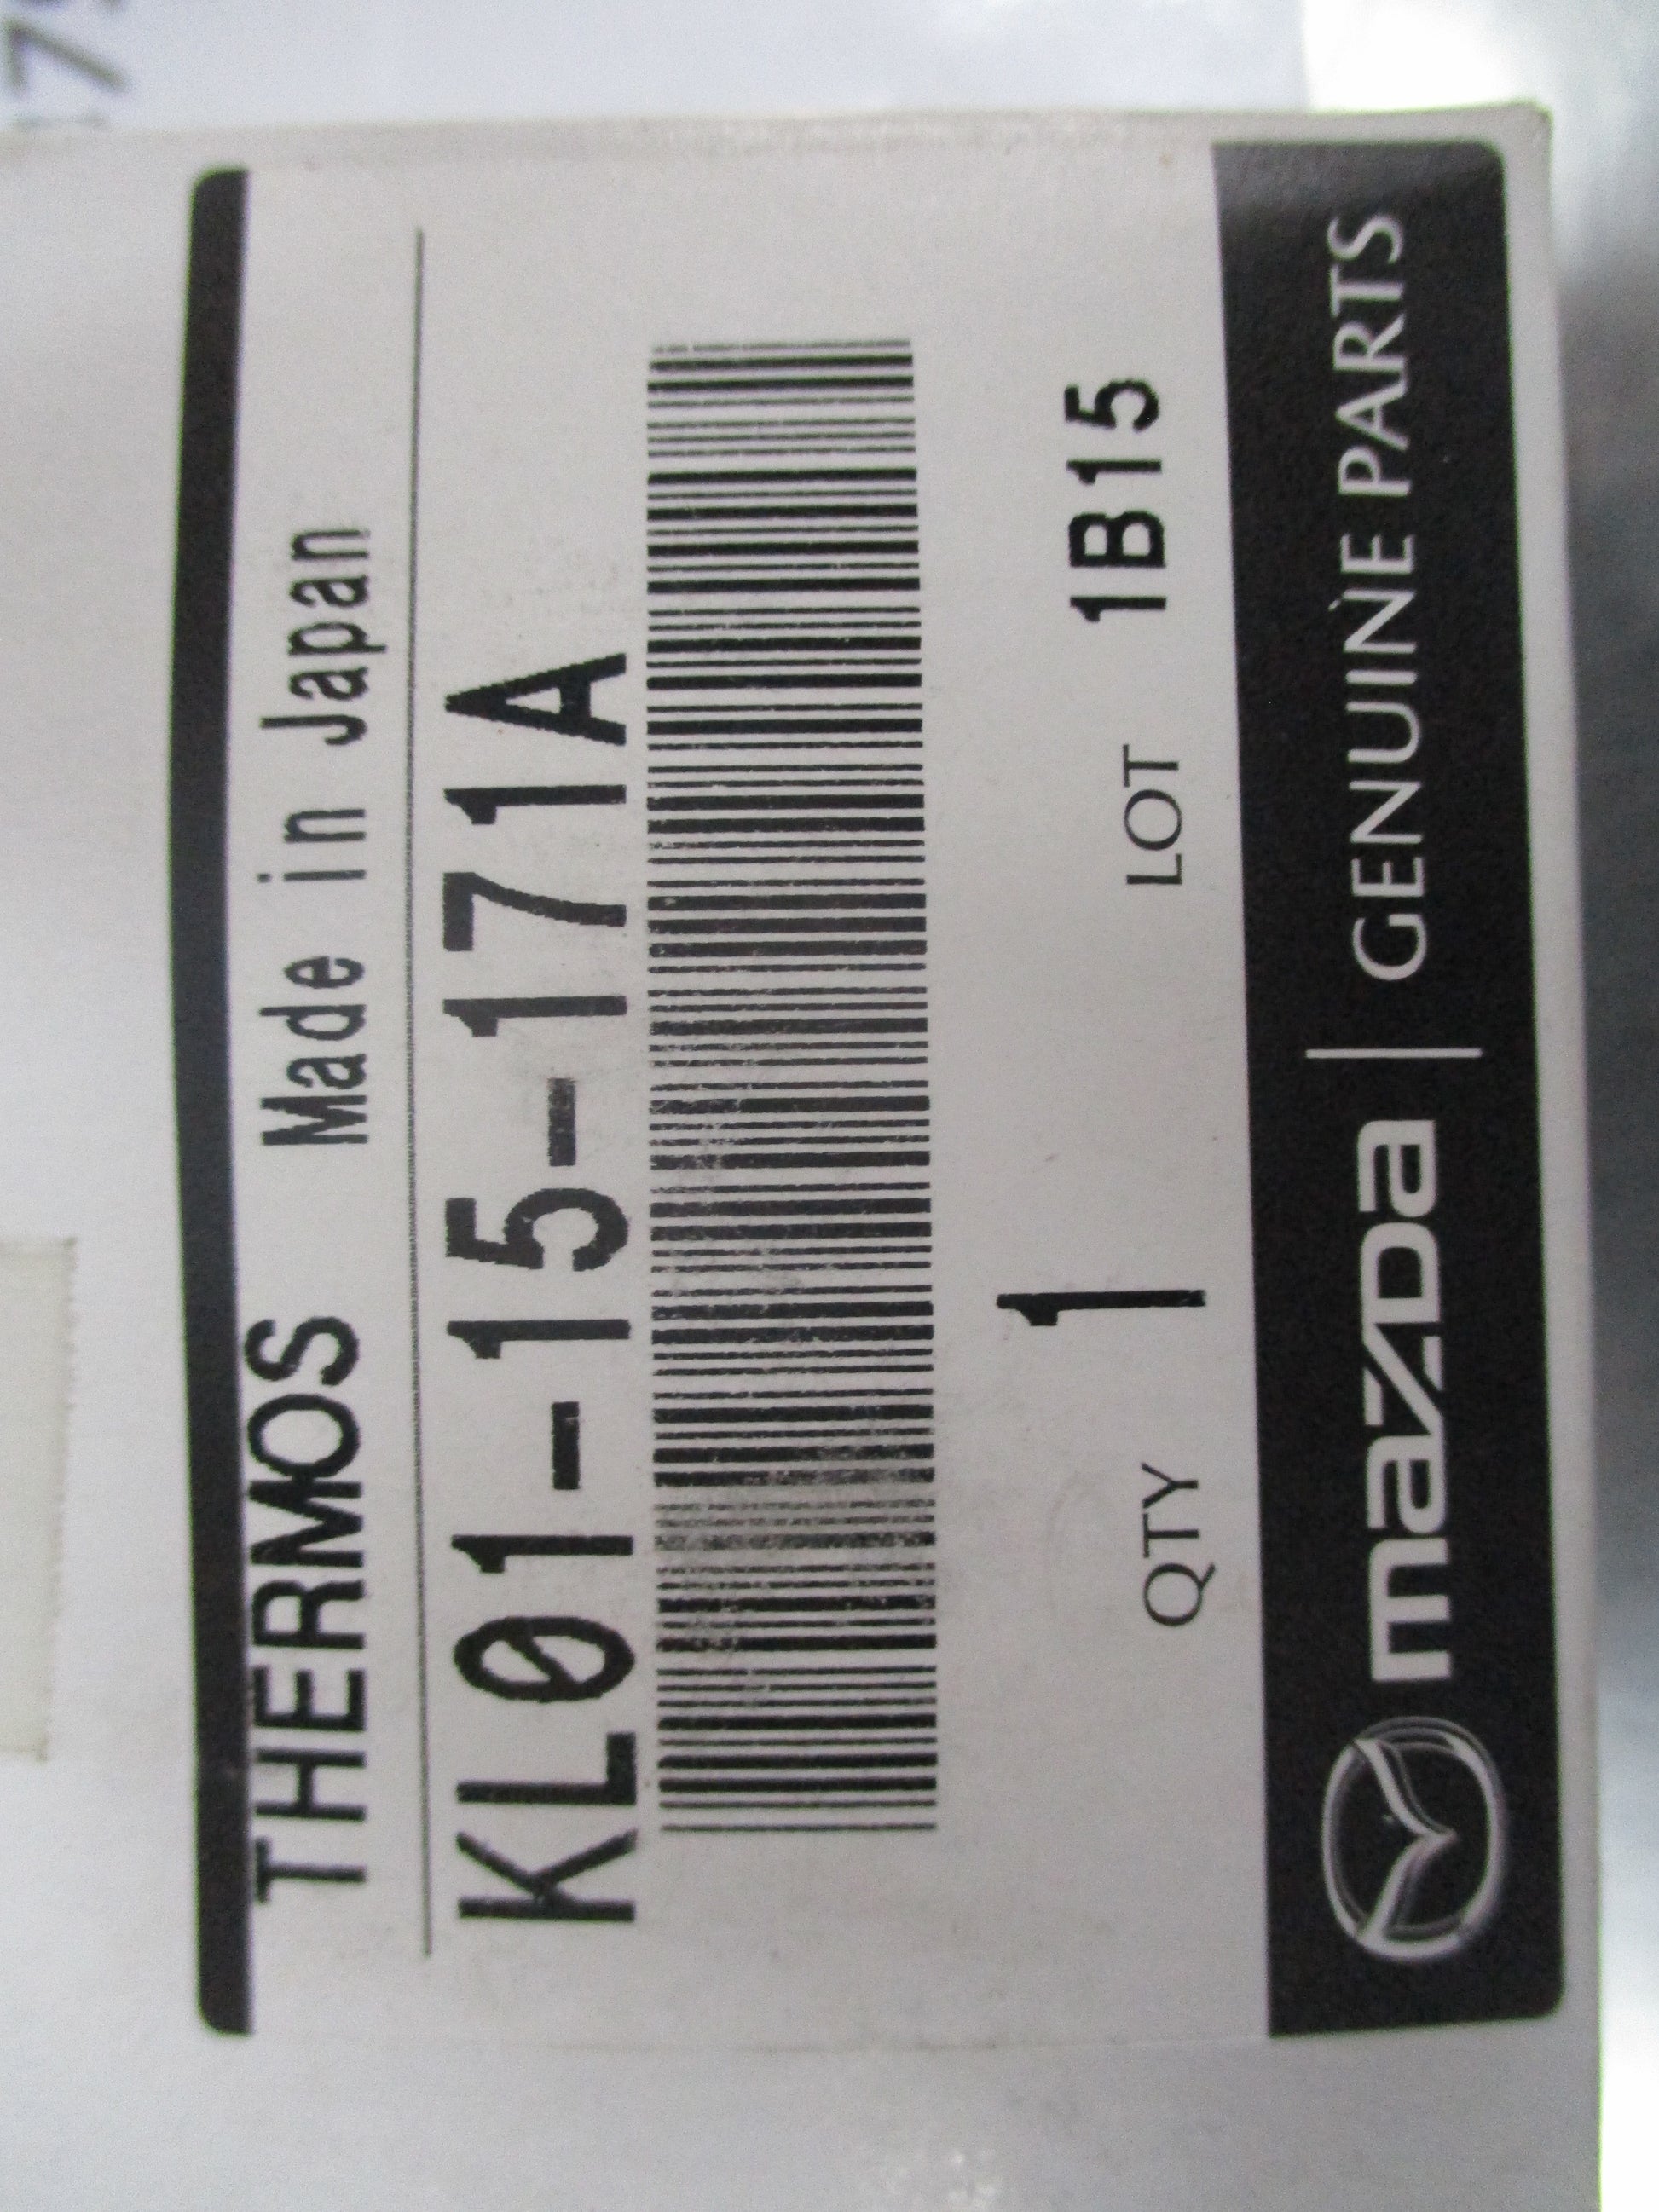 THERMOS Made in Japan
KL01-15-171A
QTY 1 LOT 1B15
mazda | GENUINE PARTS